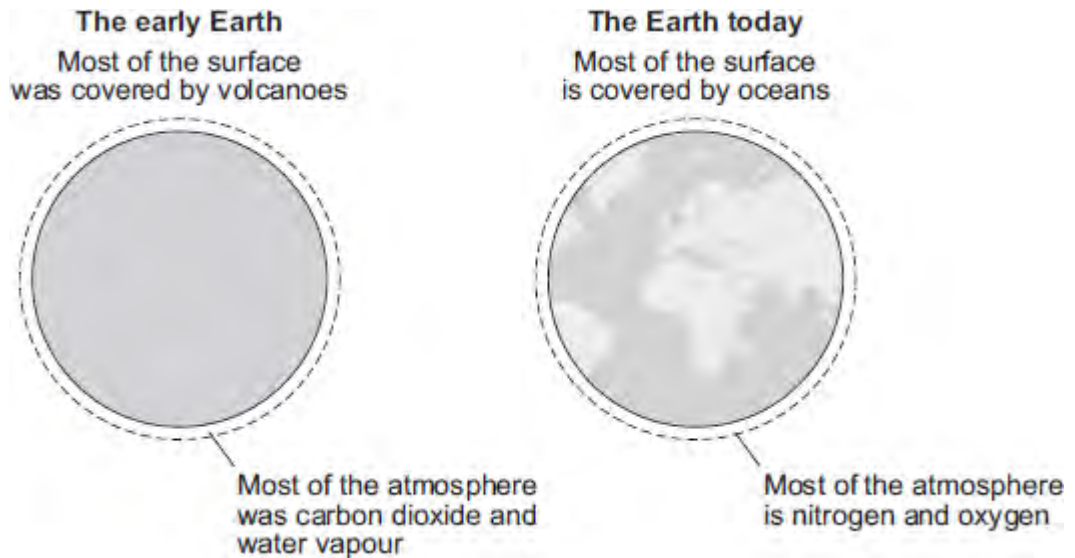 The early Earth
Most of the surface
was covered by volcanoes
Most of the atmosphere
was carbon dioxide and
water vapour
The Earth today
Most of the surface
is covered by oceans
Most of the atmosphere
is nitrogen and oxygen